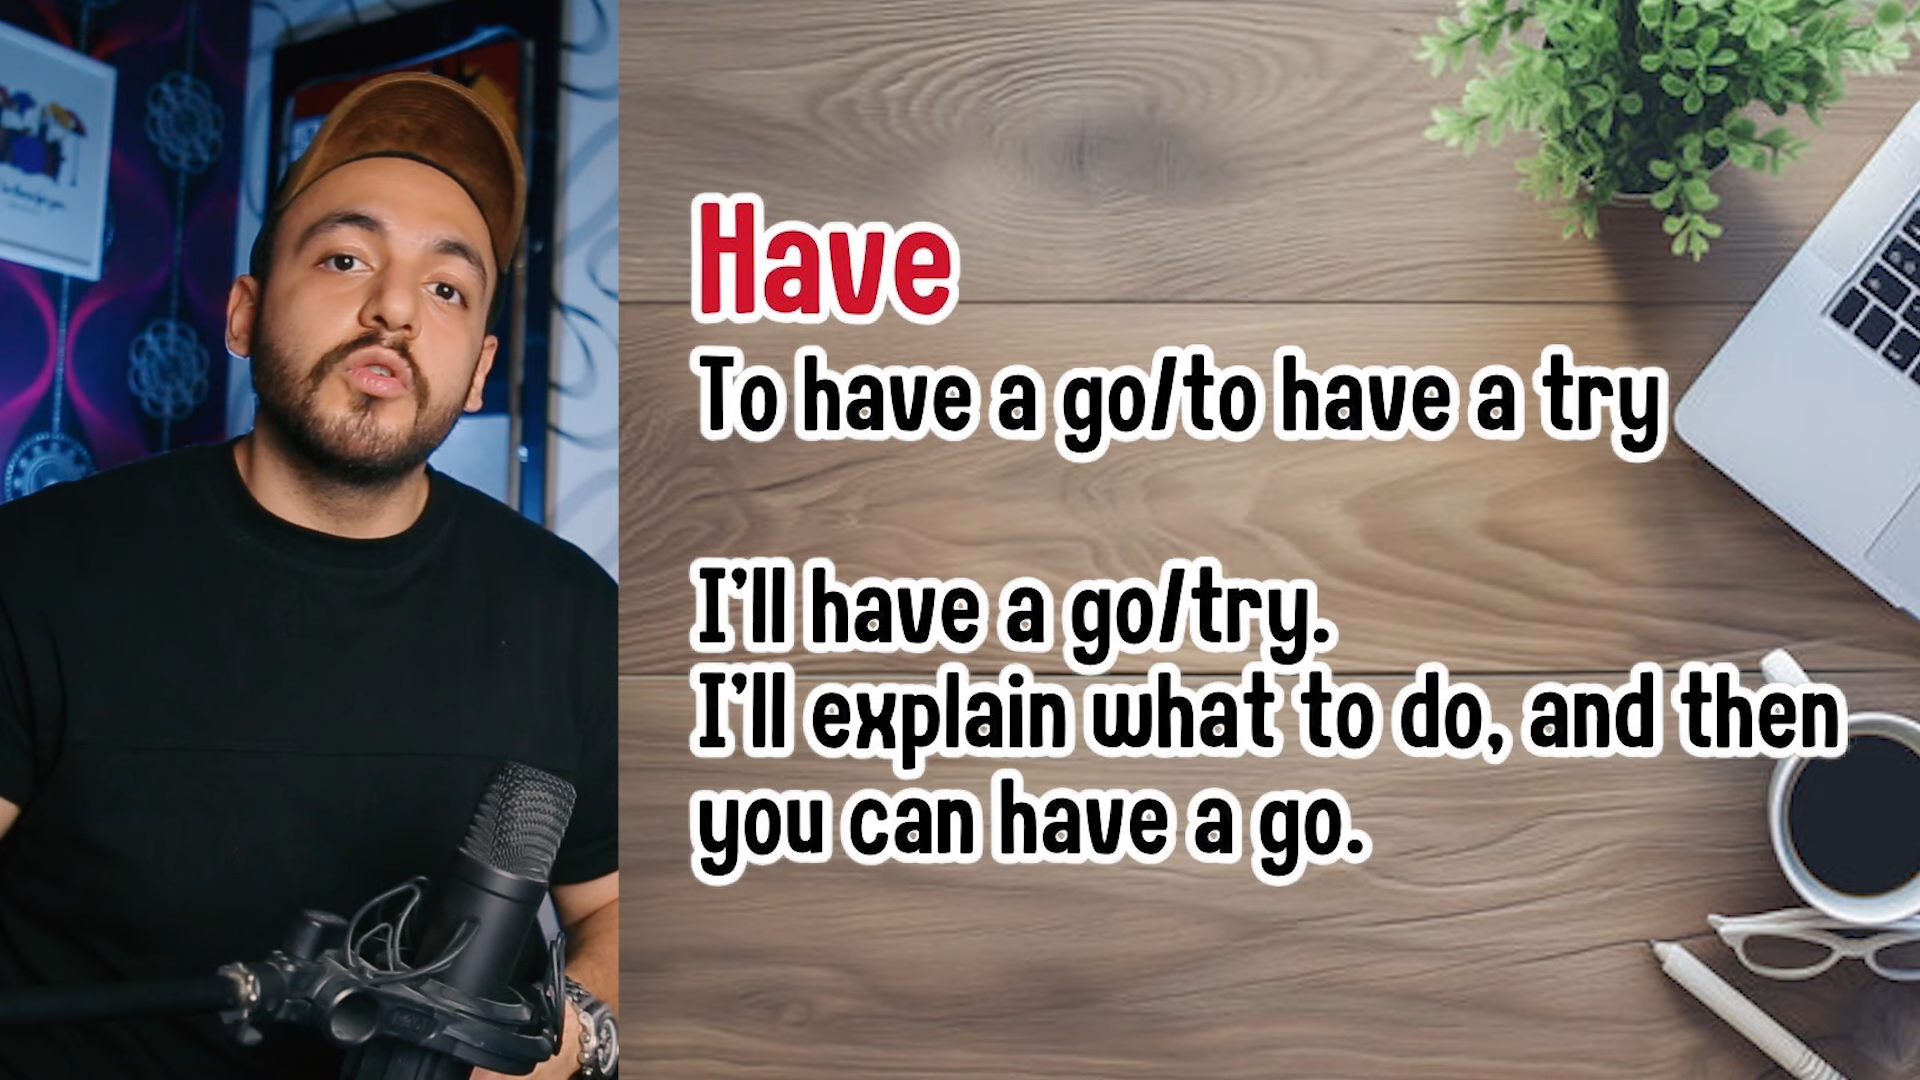 Have
To have a go/to have a try
I'll have a go/try.
I'll explain what to do, and then
you can have a go.